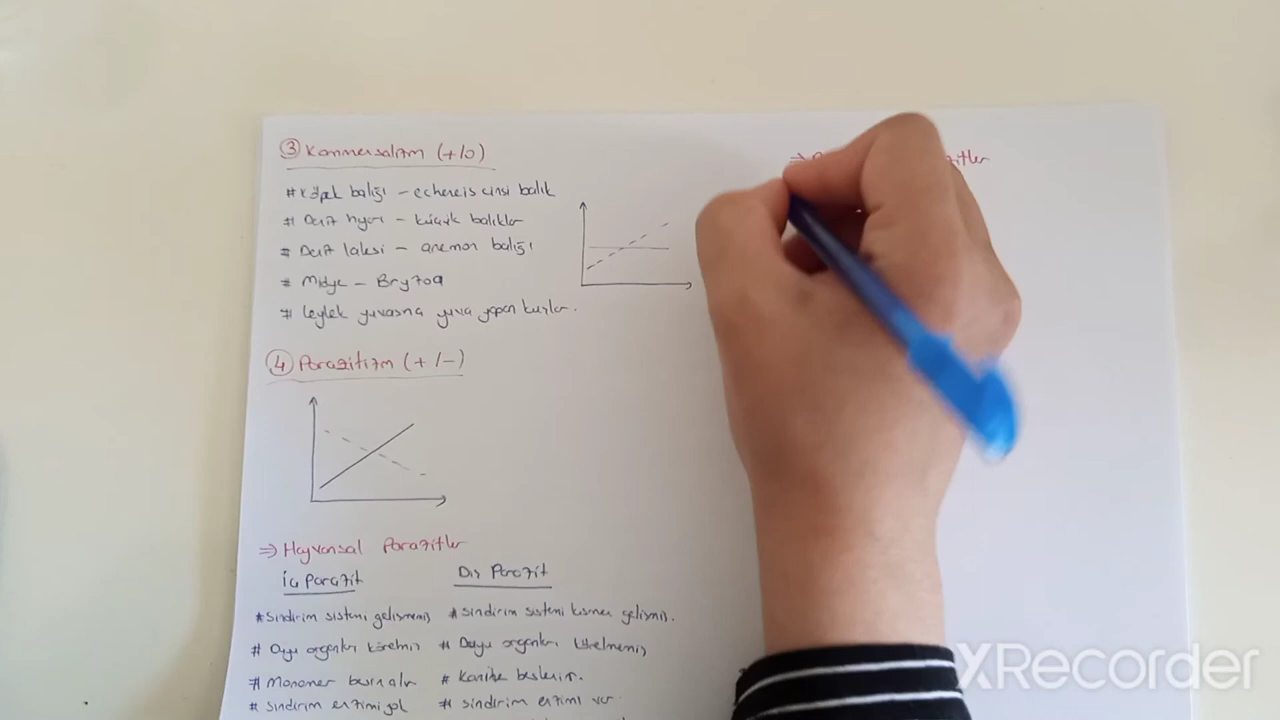 ③ Kommensalizm (+/0)
# Köpek balığı - echeneis cinsi balık
# Deniz hıyarı - küçük balıklar
# Deniz lalesi - anemon balığı
# Midye - Bryzoa
# Leylek yuvasına yuva yapan kuşlar.
④ Parazitizm (+/-)
⇒ Hayvansal Parazitler
İç Parazit
* Sindirim sistemi gelişmemiş
# Duyu organları körelmiş
# Monomer besin alır
# Sindirim enzimi yok
Dış Parazit
* Sindirim sistemi kısmen gelişmiş.
# Duyu organları körelmemiş
# Kanla beslenir.
# Sindirim enzimi var.
⇒
XRecorder